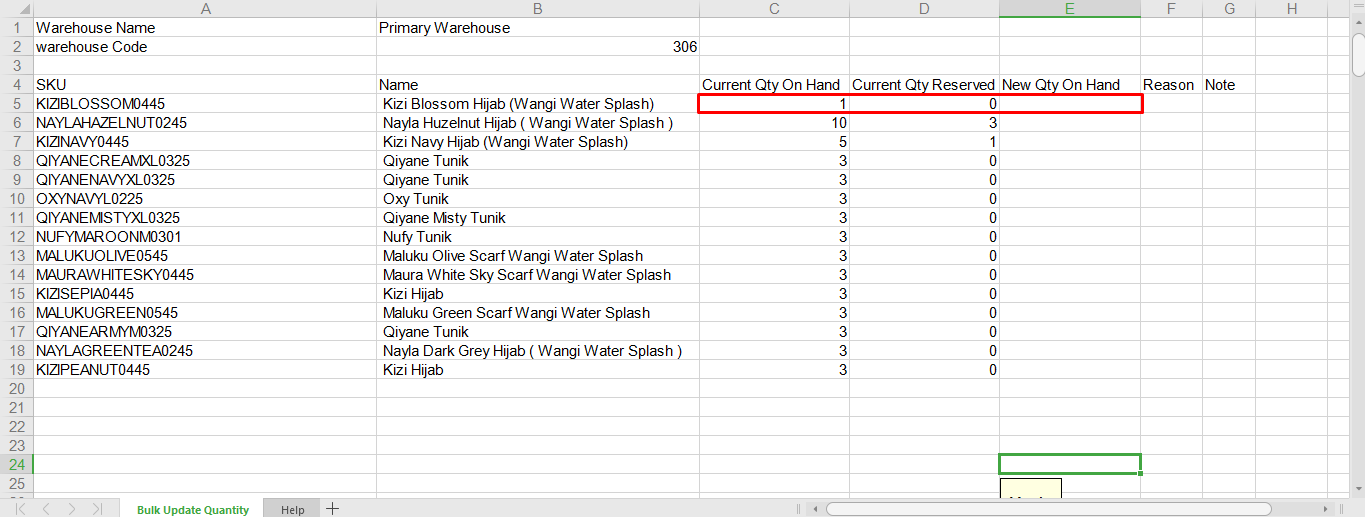 A B C D E F G H
1 Warehouse Name Primary Warehouse
2 warehouse Code 306
3
4 SKU Name Current Qty On Hand Current Qty Reserved New Qty On Hand Reason Note
5 KIZIBLOSSOM0445 Kizi Blossom Hijab (Wangi Water Splash) 1 0
6 NAYLAHAZELNUT0245 Nayla Huzelnut Hijab ( Wangi Water Splash ) 10 3
7 KIZINAVY0445 Kizi Navy Hijab (Wangi Water Splash) 5 1
8 QIYANECREAMXL0325 Qiyane Tunik 3 0
9 QIYANENAVYXL0325 Qiyane Tunik 3 0
10 OXYNAVYL0225 Oxy Tunik 3 0
11 QIYANEMISTYXL0325 Qiyane Misty Tunik 3 0
12 NUFYMAROONM0301 Nufy Tunik 3 0
13 MALUKUOLIVE0545 Maluku Olive Scarf Wangi Water Splash 3 0
14 MAURAWHITESKY0445 Maura White Sky Scarf Wangi Water Splash 3 0
15 KIZISEPIA0445 Kizi Hijab 3 0
16 MALUKUGREEN0545 Maluku Green Scarf Wangi Water Splash 3 0
17 QIYANEARMYM0325 Qiyane Tunik 3 0
18 NAYLAGREENTEA0245 Nayla Dark Grey Hijab ( Wangi Water Splash ) 3 0
19 KIZIPEANUT0445 Kizi Hijab 3 0
20
21
22
23
24
25
Bulk Update Quantity Help